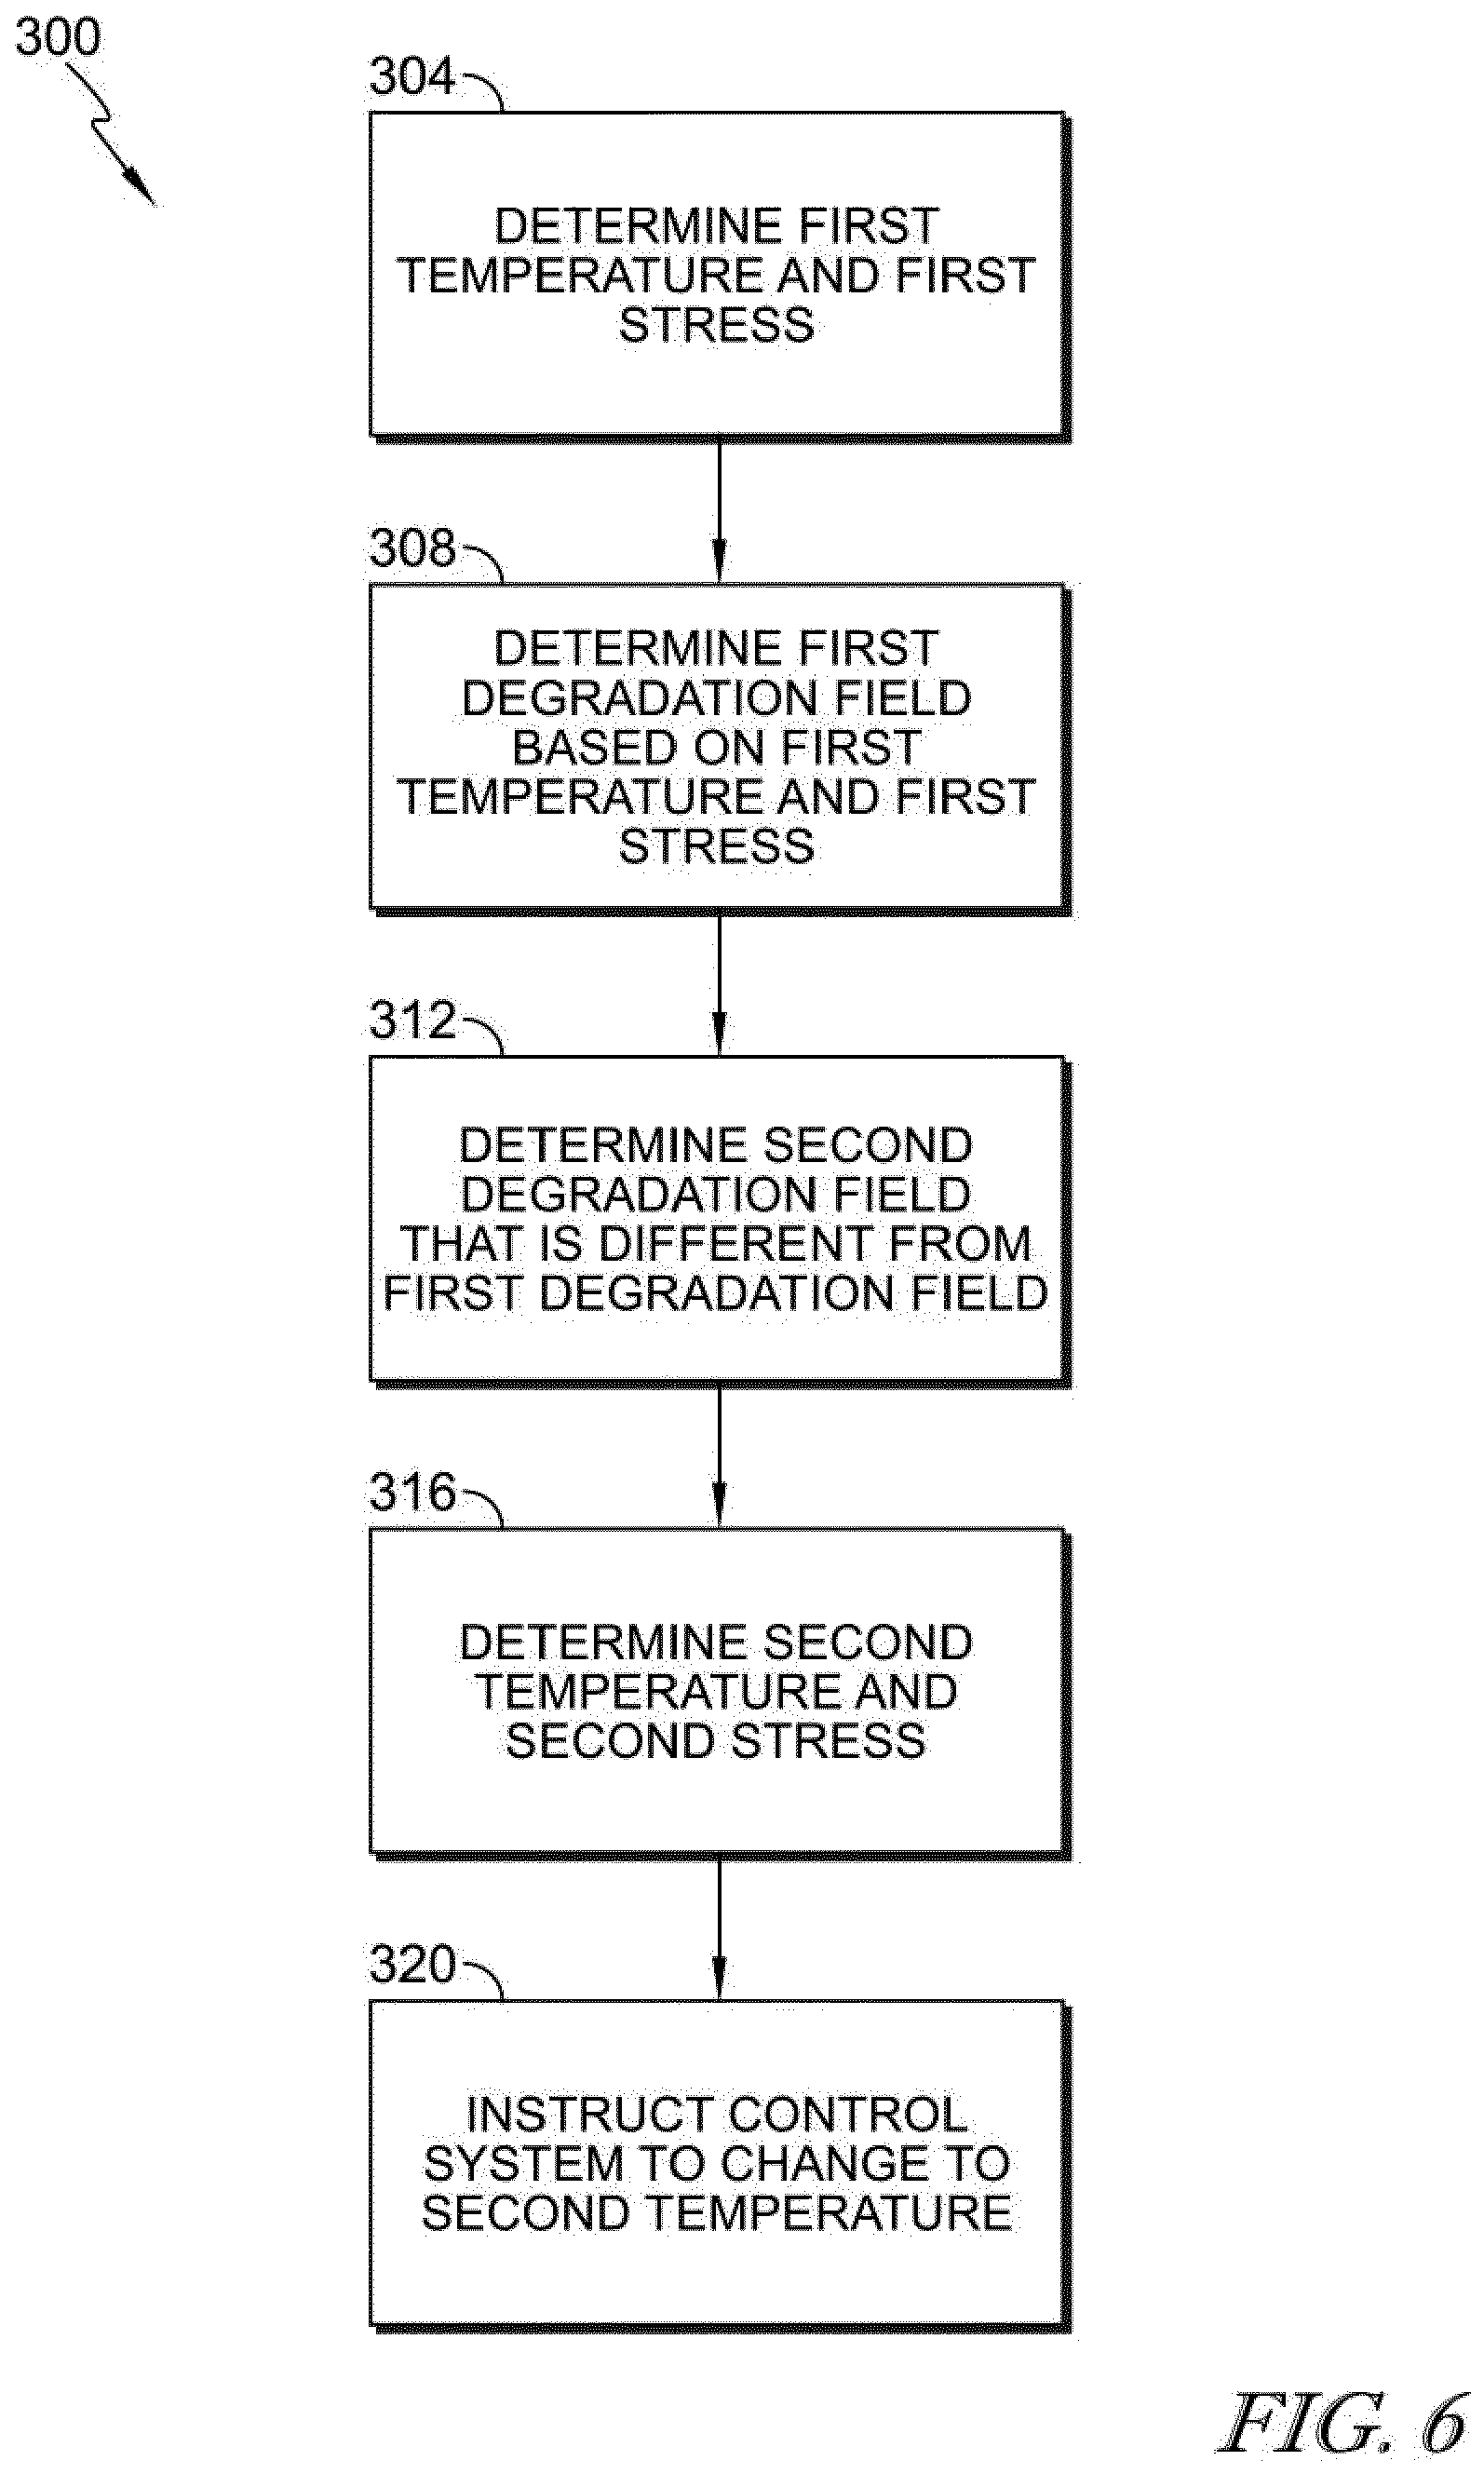 300
304
DETERMINE FIRST
TEMPERATURE AND FIRST
STRESS
308
DETERMINE FIRST
DEGRADATION FIELD
BASED ON FIRST
TEMPERATURE AND FIRST
STRESS
312
DETERMINE SECOND
DEGRADATION FIELD
THAT IS DIFFERENT FROM
FIRST DEGRADATION FIELD
316
DETERMINE SECOND
TEMPERATURE AND
SECOND STRESS
320
INSTRUCT CONTROL
SYSTEM TO CHANGE TO
SECOND TEMPERATURE
FIG. 6